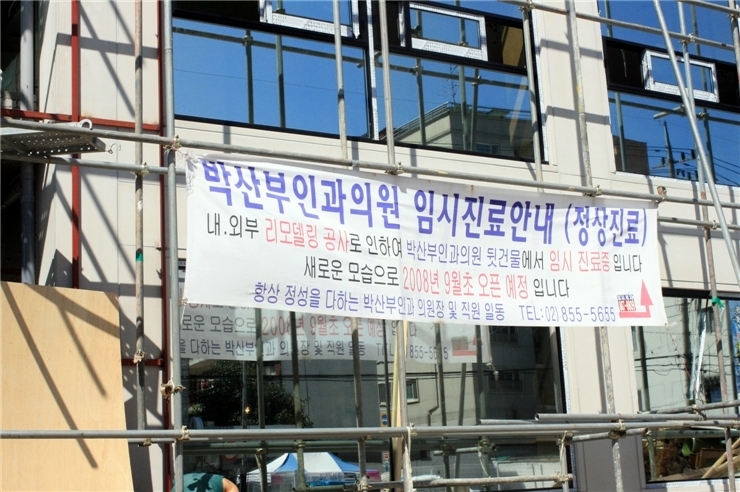 박산부인과의원 임시진료안내 (정상진료)
내.외부 리모델링 공사로 인하여 박산부인과의원 뒷건물에서 임시 진료중입니다
새로운 모습으로 2008년 9월초 오픈 예정 입니다
항상 정성을 다하는 박산부인과 의원장 및 직원 일동 TEL:02) 855-5655